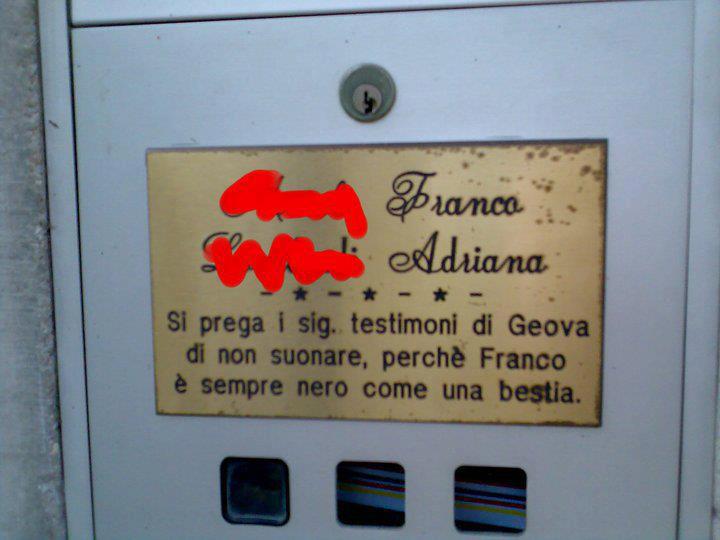 Franco
Adriana
- * - * - * -
Si prega i sig. testimoni di Geova
di non suonare, perchè Franco
è sempre nero come una bestia.